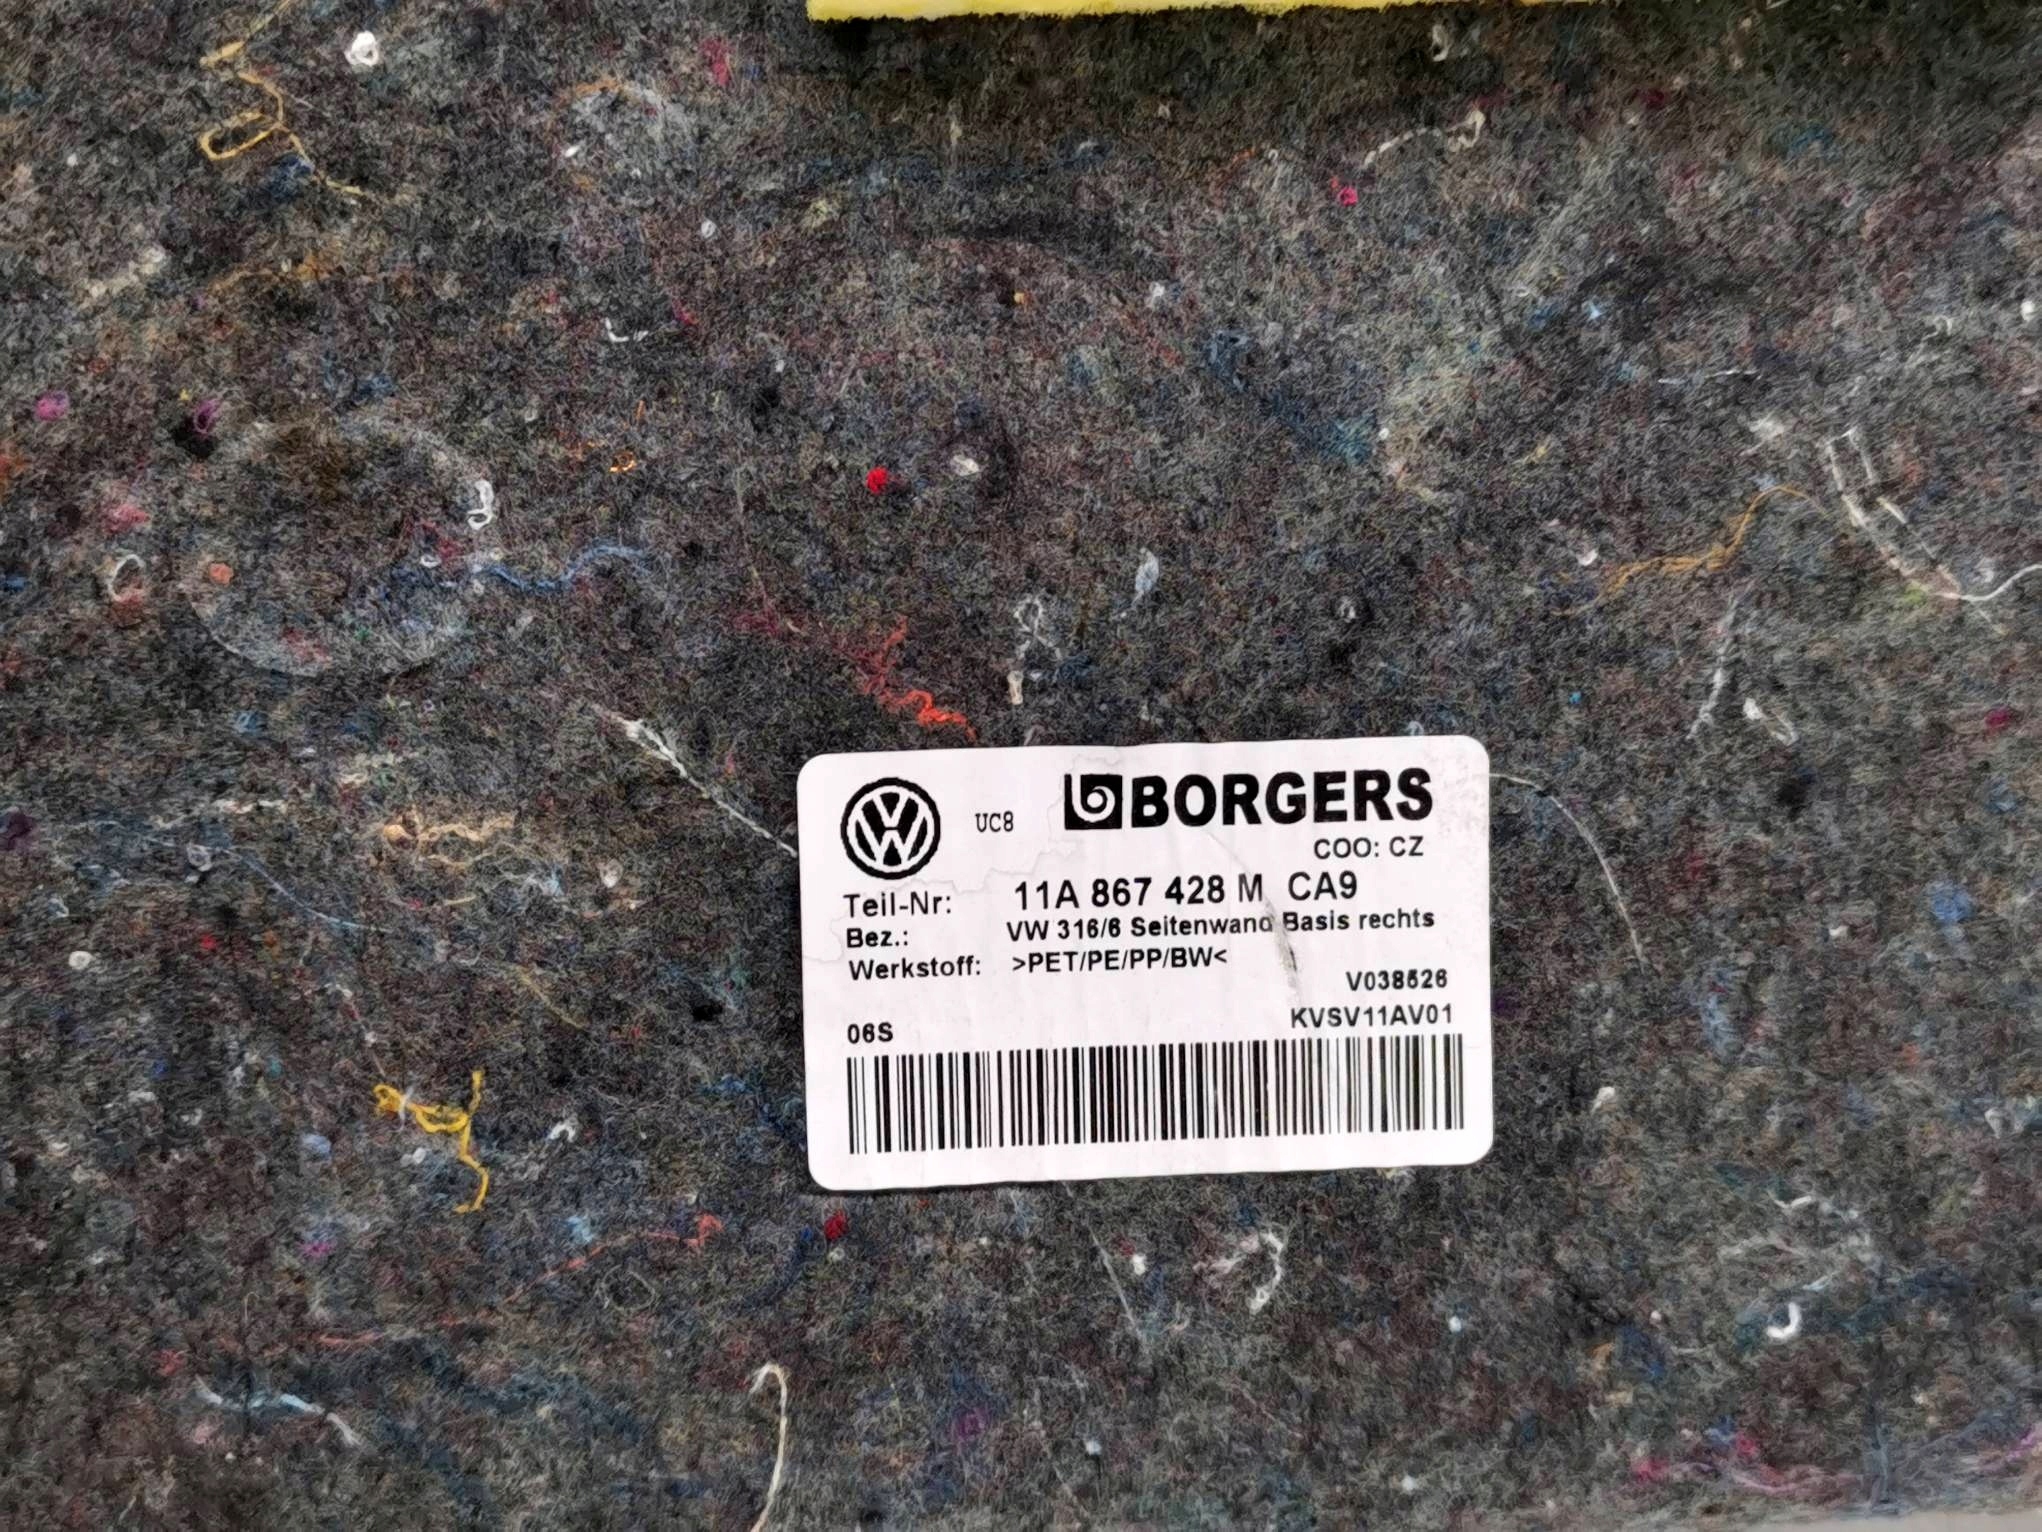 UC8 BORGERS
COO: CZ
Teil-Nr: 11A 867 428 M CA9
Bez.: VW 316/6 Seitenwand Basis rechts
Werkstoff: >PET/PE/PP/BW<
V038526
06S KVSV11AV01